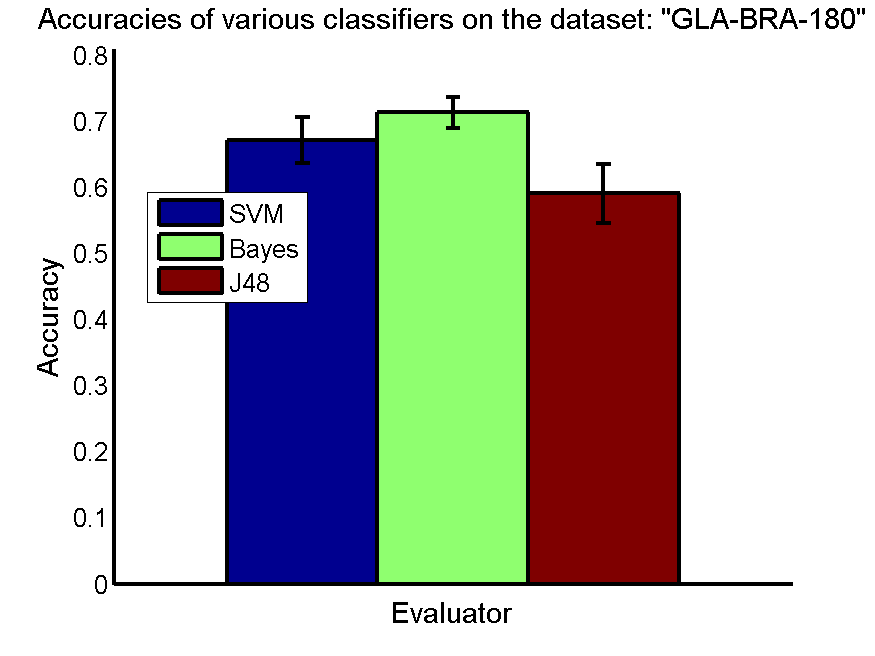 Accuracies of various classifiers on the dataset: "GLA-BRA-180"
0.8
0.7
0.6
0.5
0.4
0.3
0.2
0.1
0
Accuracy
SVM
Bayes
J48
Evaluator